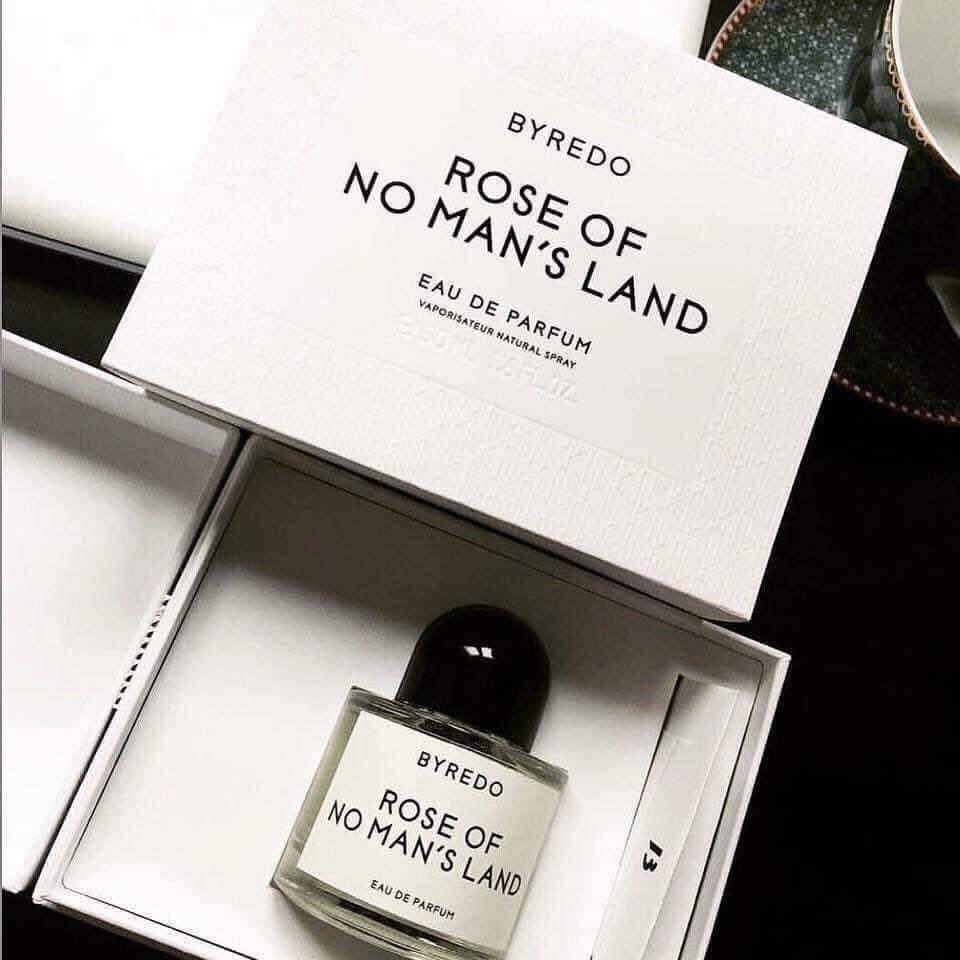 BYREDO
ROSE OF
NO MAN'S LAND
EAU DE PARFUM
VAPORISATEUR NATURAL SPRAY
BYREDO
ROSE OF
NO MAN'S LAND
EAU DE PARFUM